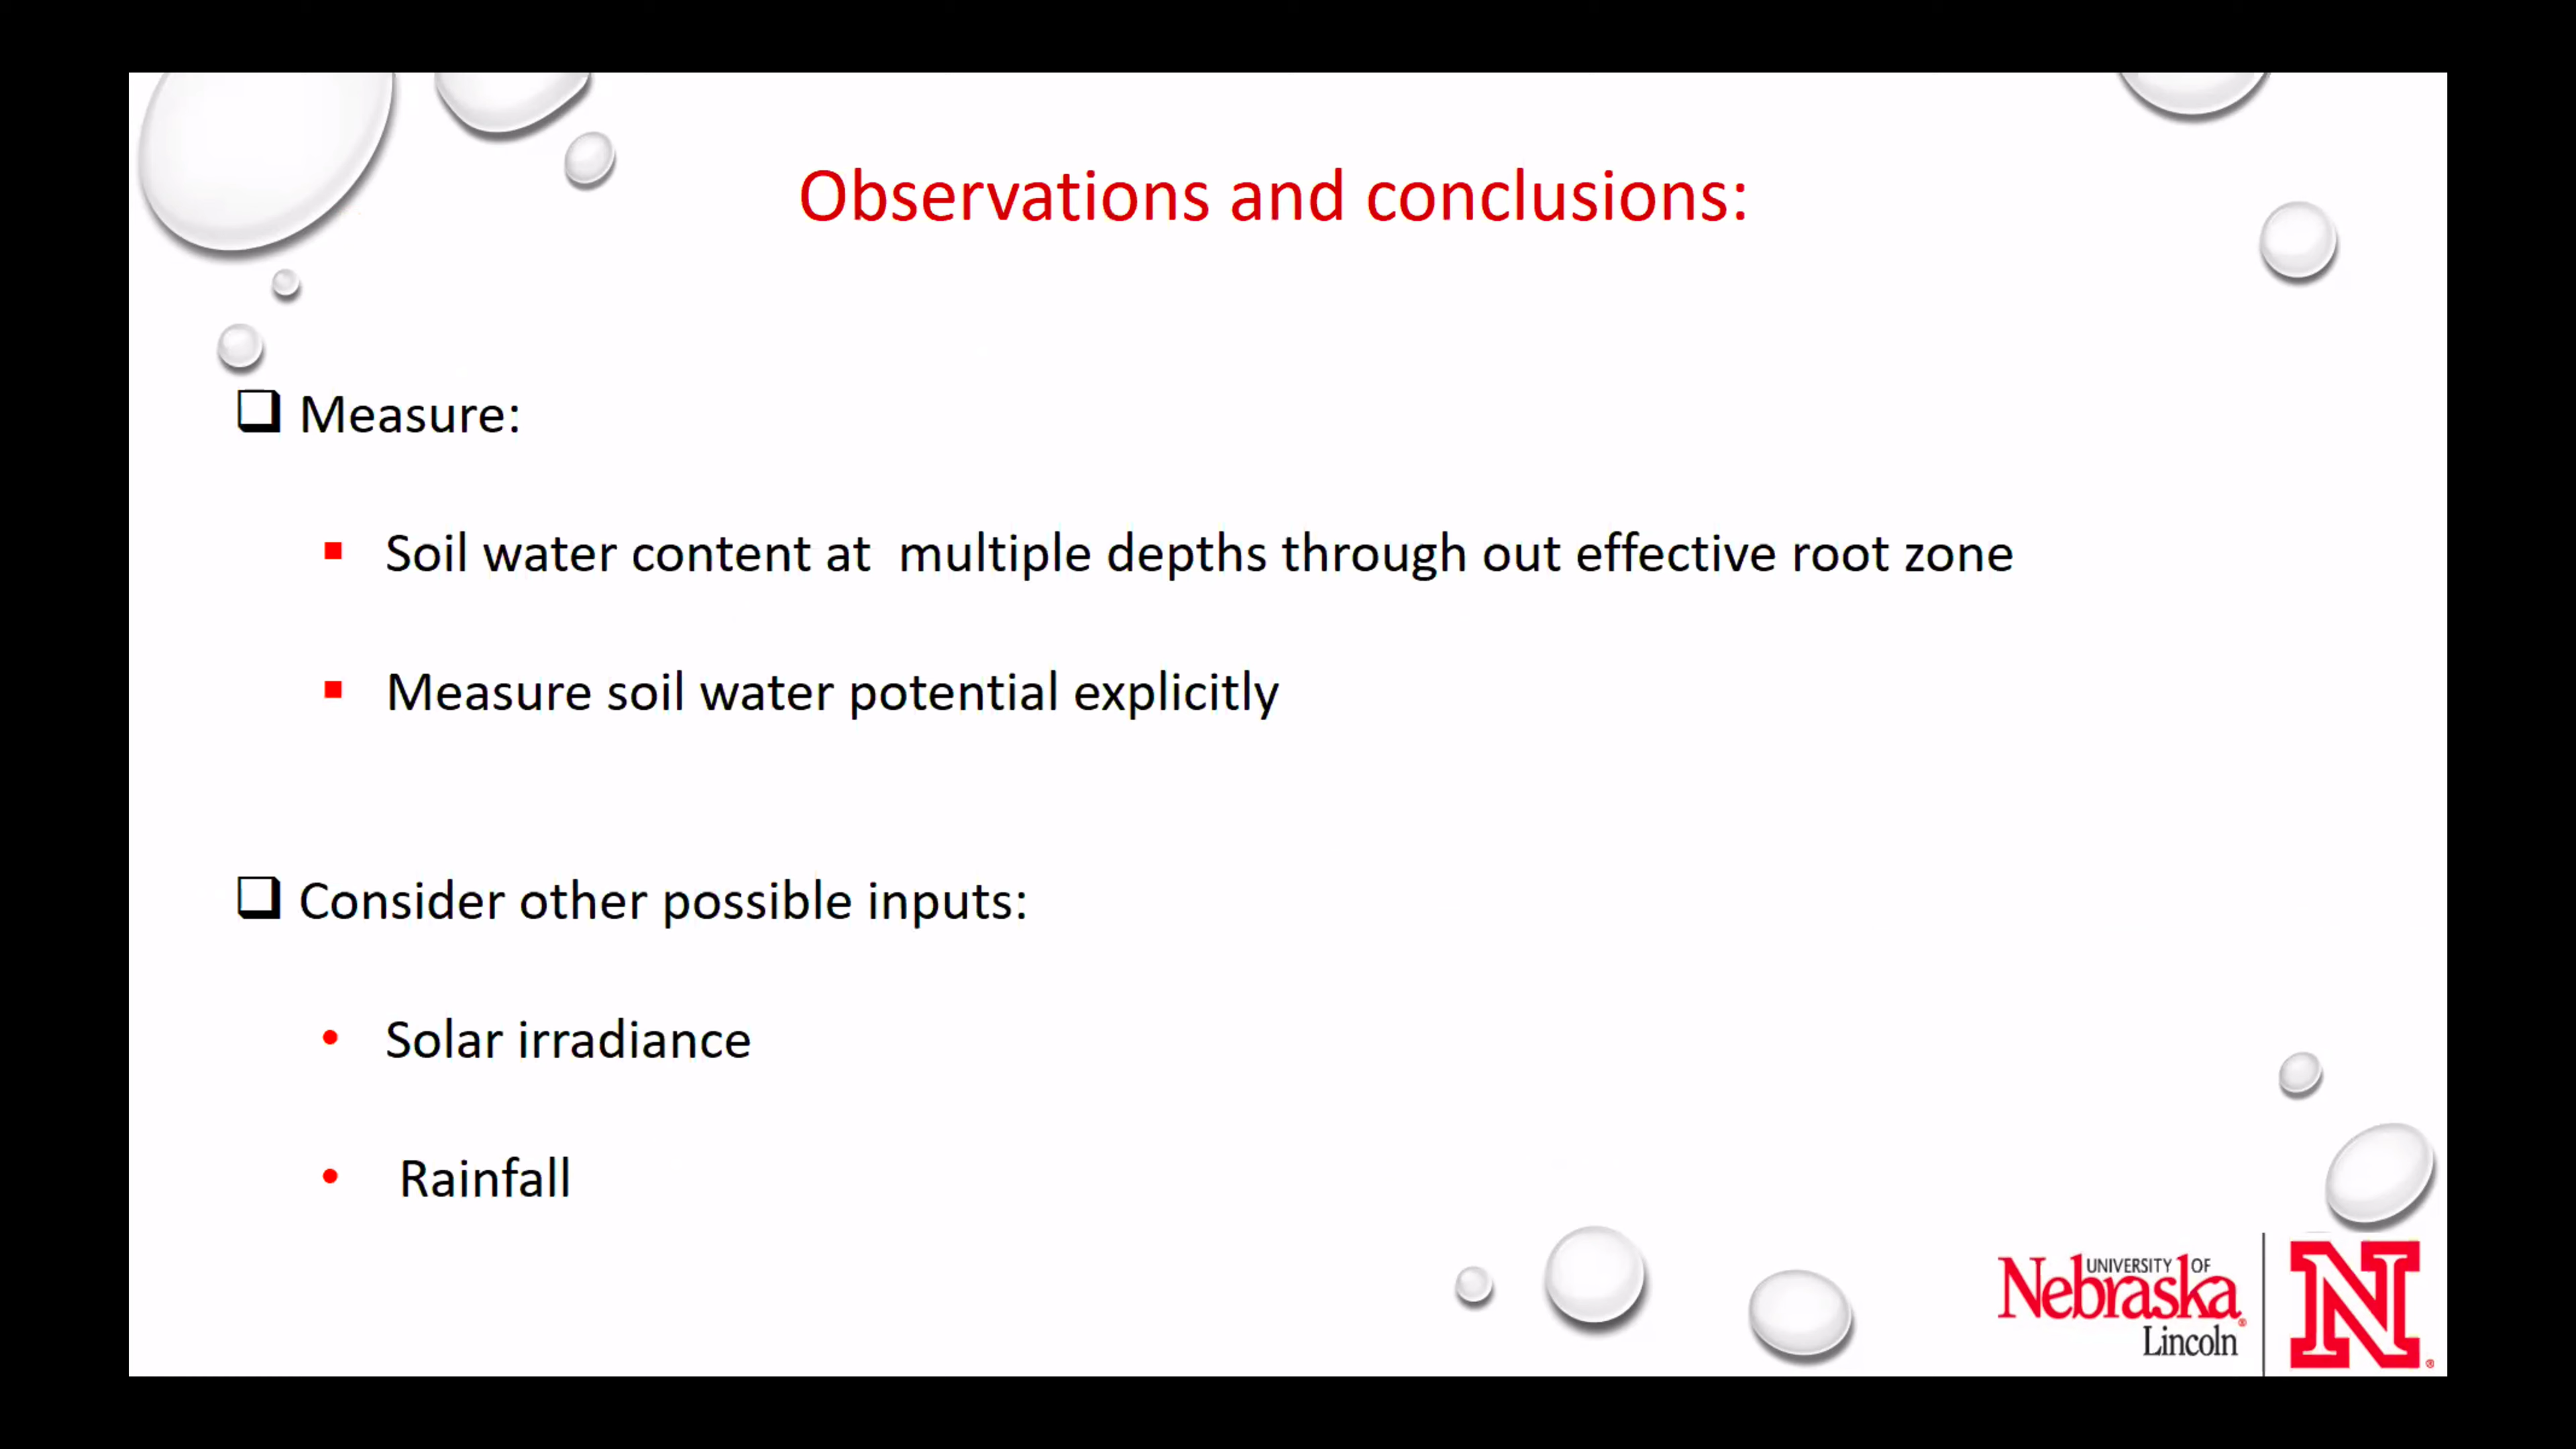 Observations and conclusions:
Measure:
Soil water content at  multiple depths through out effective root zone
Measure soil water potential explicitly
Consider other possible inputs:
Solar irradiance
Rainfall
UNIVERSITY OF
Nebraska®
Lincoln
N®